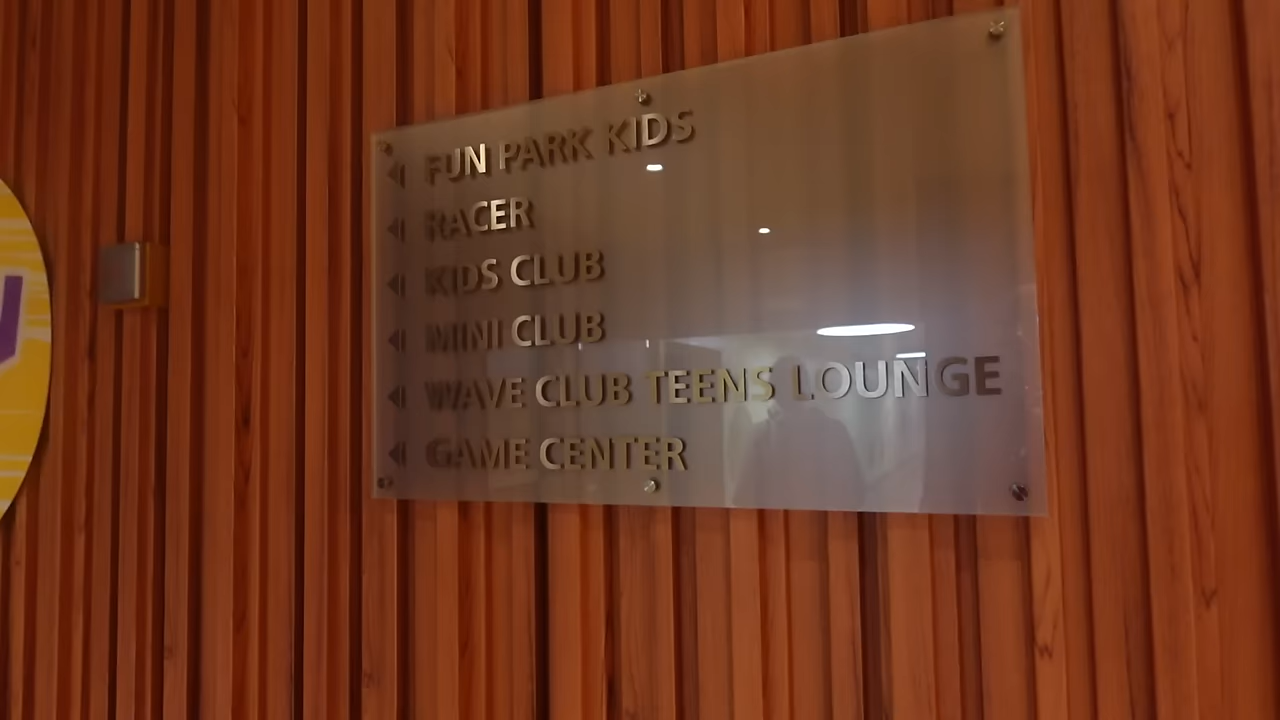 FUN PARK KIDS
RACER
KIDS CLUB
MINI CLUB
WAVE CLUB TEENS LOUNGE
GAME CENTER